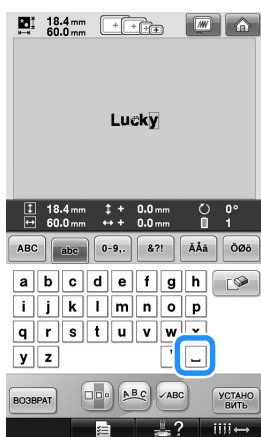 18.4 mm
60.0 mm
Lucky
18.4 mm + 0.0 mm 0°
60.0 mm + 0.0 mm 1
ABC abc 0-9,. &?! ÄÅä ÖØö
a b c d e f g h
i j k l m n o p
q r s t u v w x
y z ' ⌴
ВОЗВРАТ ABC ✓ABC УСТАНО
ВИТЬ
?